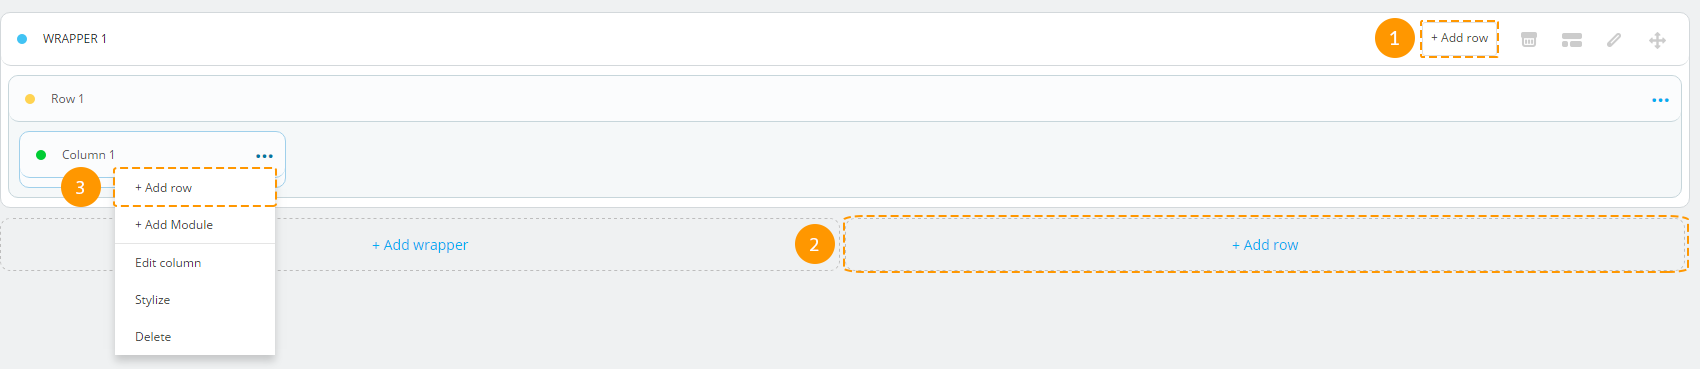 WRAPPER 1
1
+ Add row
Row 1
Column 1
3
+ Add row
+ Add Module
Edit column
Stylize
Delete
+ Add wrapper
2
+ Add row